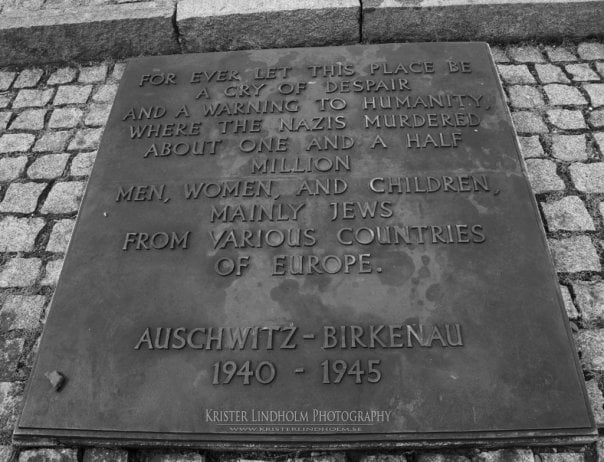 FOR EVER LET THIS PLACE BE
A CRY OF DESPAIR
AND A WARNING TO HUMANITY,
WHERE THE NAZIS MURDERED
ABOUT ONE AND A HALF
MILLION
MEN, WOMEN, AND CHILDREN,
MAINLY JEWS
FROM VARIOUS COUNTRIES
OF EUROPE.
AUSCHWITZ - BIRKENAU
1940 - 1945
KRISTER LINDHOLM PHOTOGRAPHY
WWW.KRISTERLINDHOLM.SE